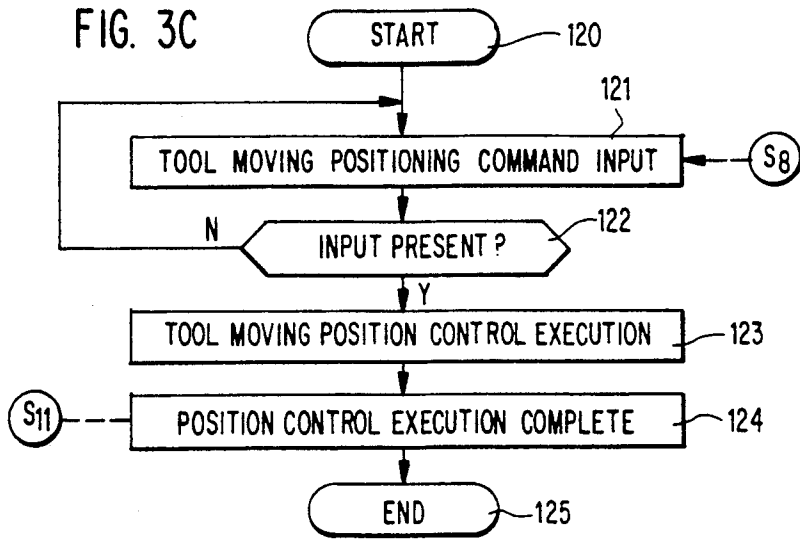 FIG. 3C
START
120
121
TOOL MOVING POSITIONING COMMAND INPUT
S8
122
N
INPUT PRESENT?
Y
TOOL MOVING POSITION CONTROL EXECUTION
123
S11
POSITION CONTROL EXECUTION COMPLETE
124
END
125